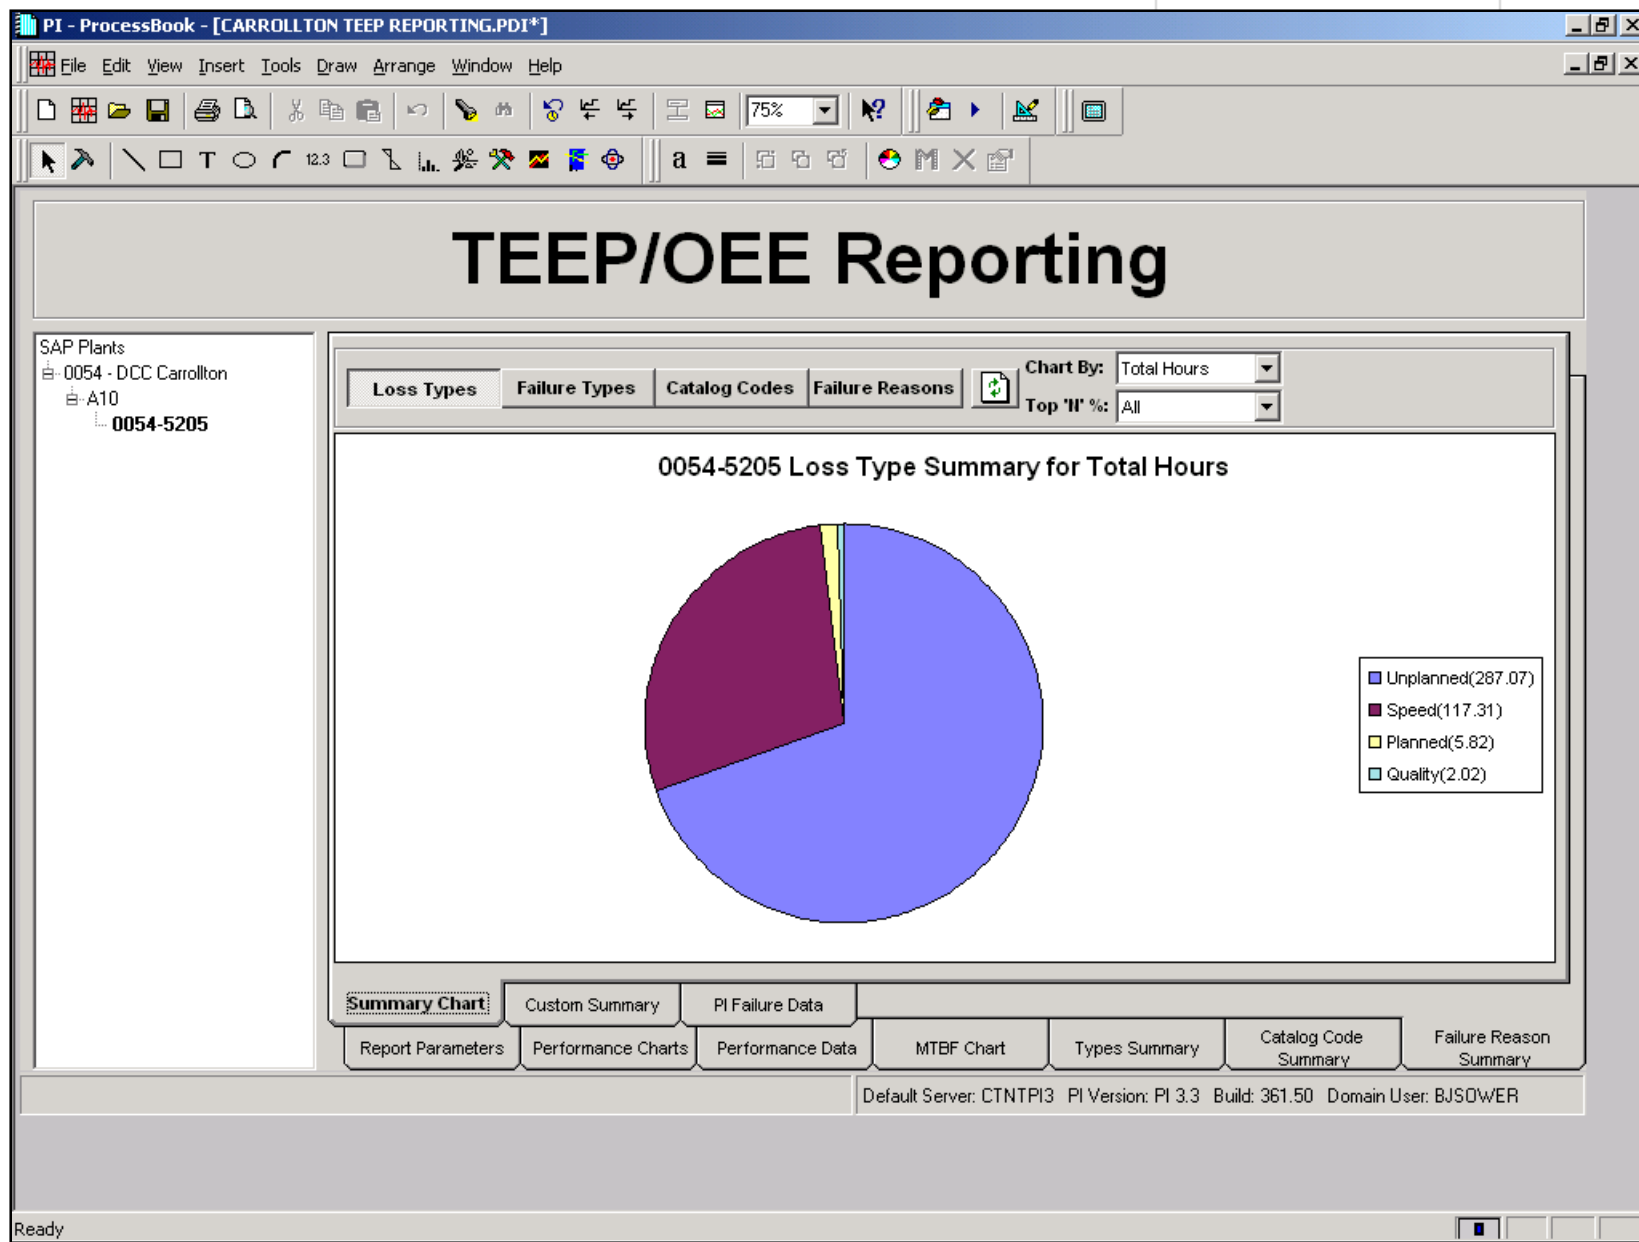 PI - ProcessBook - [CARROLLTON TEEP REPORTING.PDI*]
File Edit View Insert Tools Draw Arrange Window Help
75%
T 12.3 a
TEEP/OEE Reporting
SAP Plants
0054 - DCC Carrollton
A10
0054-5205
Loss Types Failure Types Catalog Codes Failure Reasons
Chart By: Total Hours
Top 'N' %: All
0054-5205 Loss Type Summary for Total Hours
Unplanned(287.07)
Speed(117.31)
Planned(5.82)
Quality(2.02)
Summary Chart Custom Summary PI Failure Data
Report Parameters Performance Charts Performance Data MTBF Chart Types Summary Catalog Code Summary Failure Reason Summary
Default Server: CTNTPI3 PI Version: PI 3.3 Build: 361.50 Domain User: BJSOWER
Ready